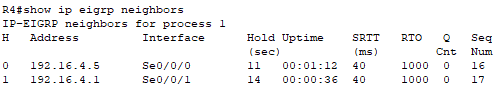 R4#show ip eigrp neighbors
IP-EIGRP neighbors for process 1
H Address Interface Hold Uptime SRTT RTO Q Seq
(sec) (ms) Cnt Num
0 192.16.4.5 Se0/0/0 11 00:01:12 40 1000 0 16
1 192.16.4.1 Se0/0/1 14 00:00:36 40 1000 0 17